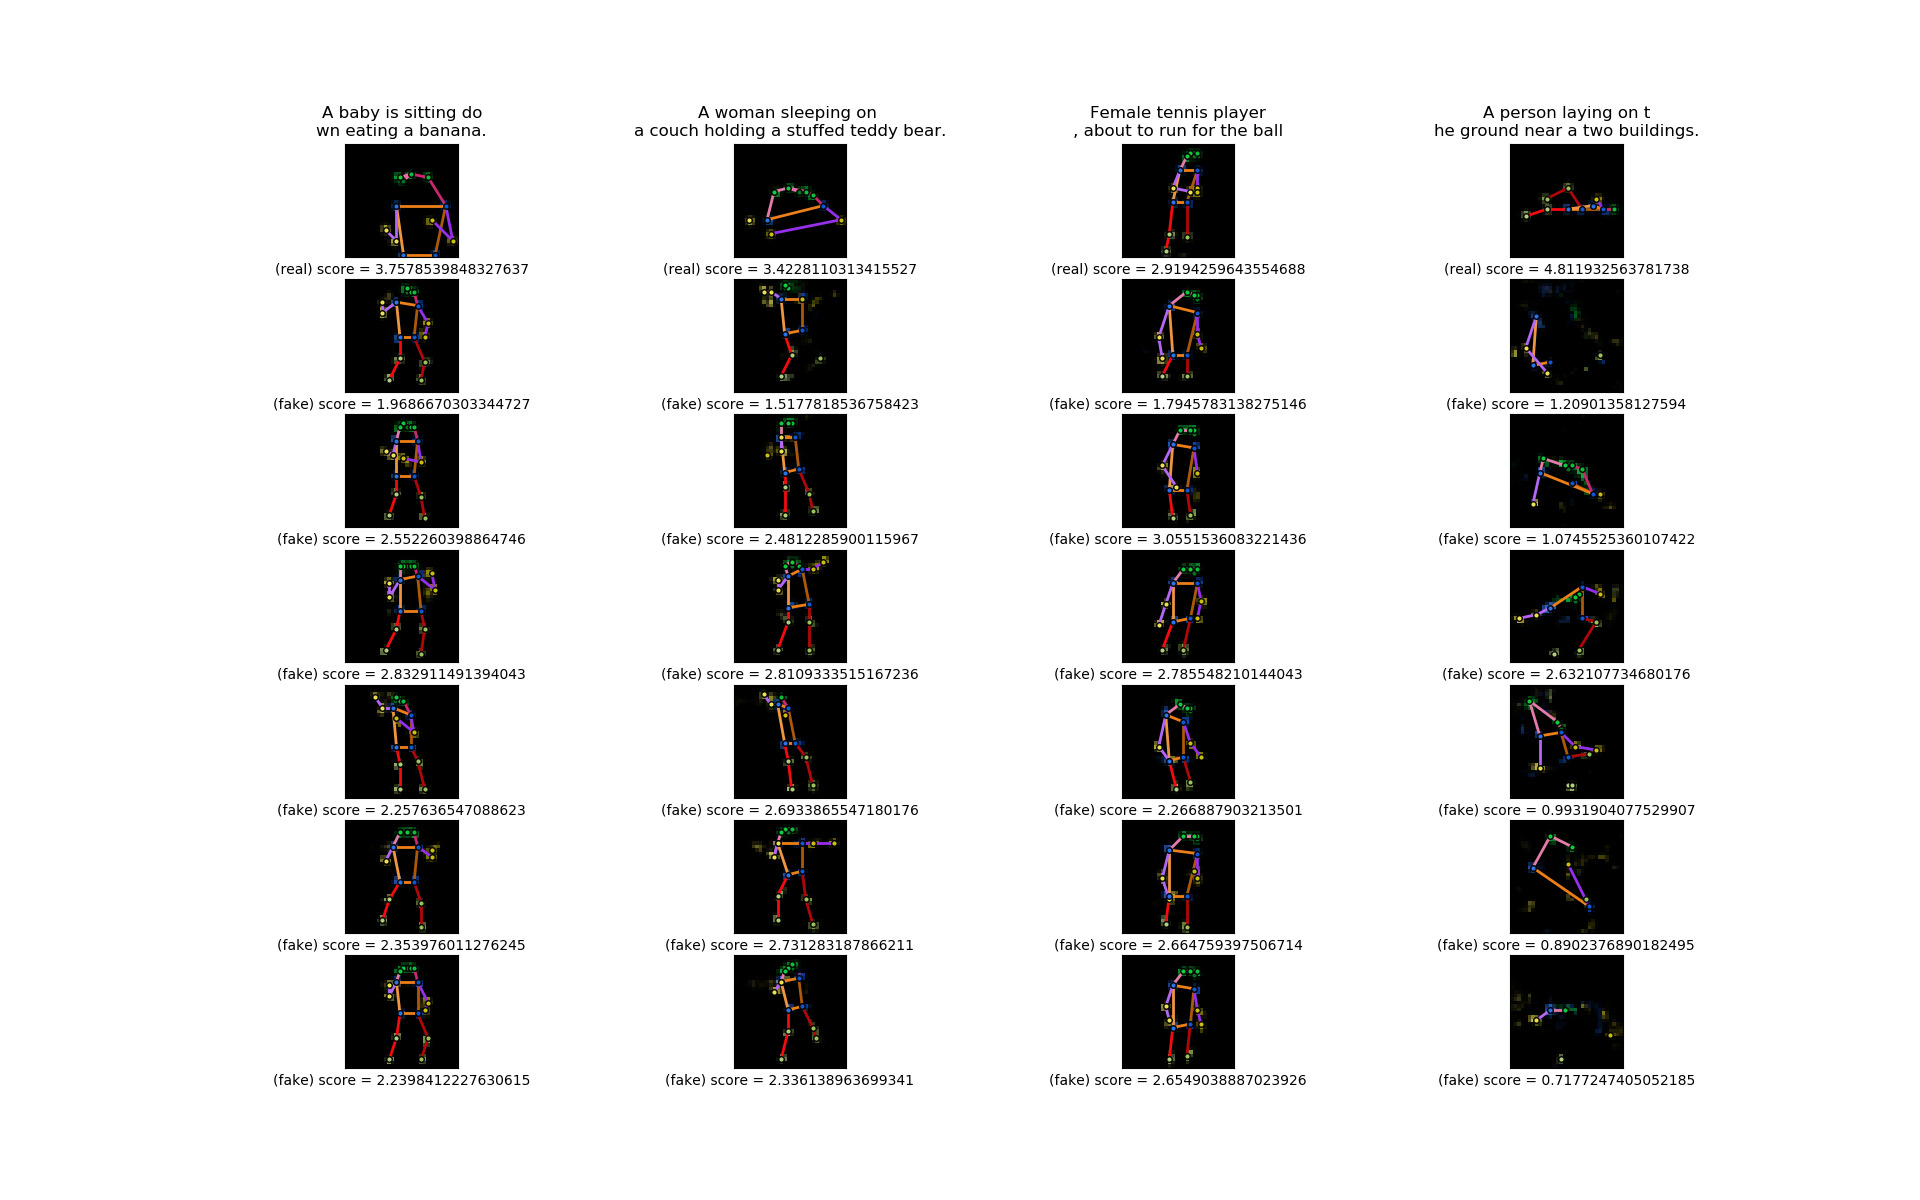 A baby is sitting do
wn eating a banana.
A woman sleeping on
a couch holding a stuffed teddy bear.
Female tennis player
, about to run for the ball
A person laying on t
he ground near a two buildings.
(real) score = 3.7578539848327637
(real) score = 3.4228110313415527
(real) score = 2.9194259643554688
(real) score = 4.811932563781738
(fake) score = 1.9686670303344727
(fake) score = 1.5177818536758423
(fake) score = 1.7945783138275146
(fake) score = 1.20901358127594
(fake) score = 2.552260398864746
(fake) score = 2.4812285900115967
(fake) score = 3.0551536083221436
(fake) score = 1.0745525360107422
(fake) score = 2.832911491394043
(fake) score = 2.8109333515167236
(fake) score = 2.785548210144043
(fake) score = 2.632107734680176
(fake) score = 2.257636547088623
(fake) score = 2.6933865547180176
(fake) score = 2.266887903213501
(fake) score = 0.9931904077529907
(fake) score = 2.353976011276245
(fake) score = 2.731283187866211
(fake) score = 2.664759397506714
(fake) score = 0.8902376890182495
(fake) score = 2.2398412227630615
(fake) score = 2.336138963699341
(fake) score = 2.6549038887023926
(fake) score = 0.7177247405052185